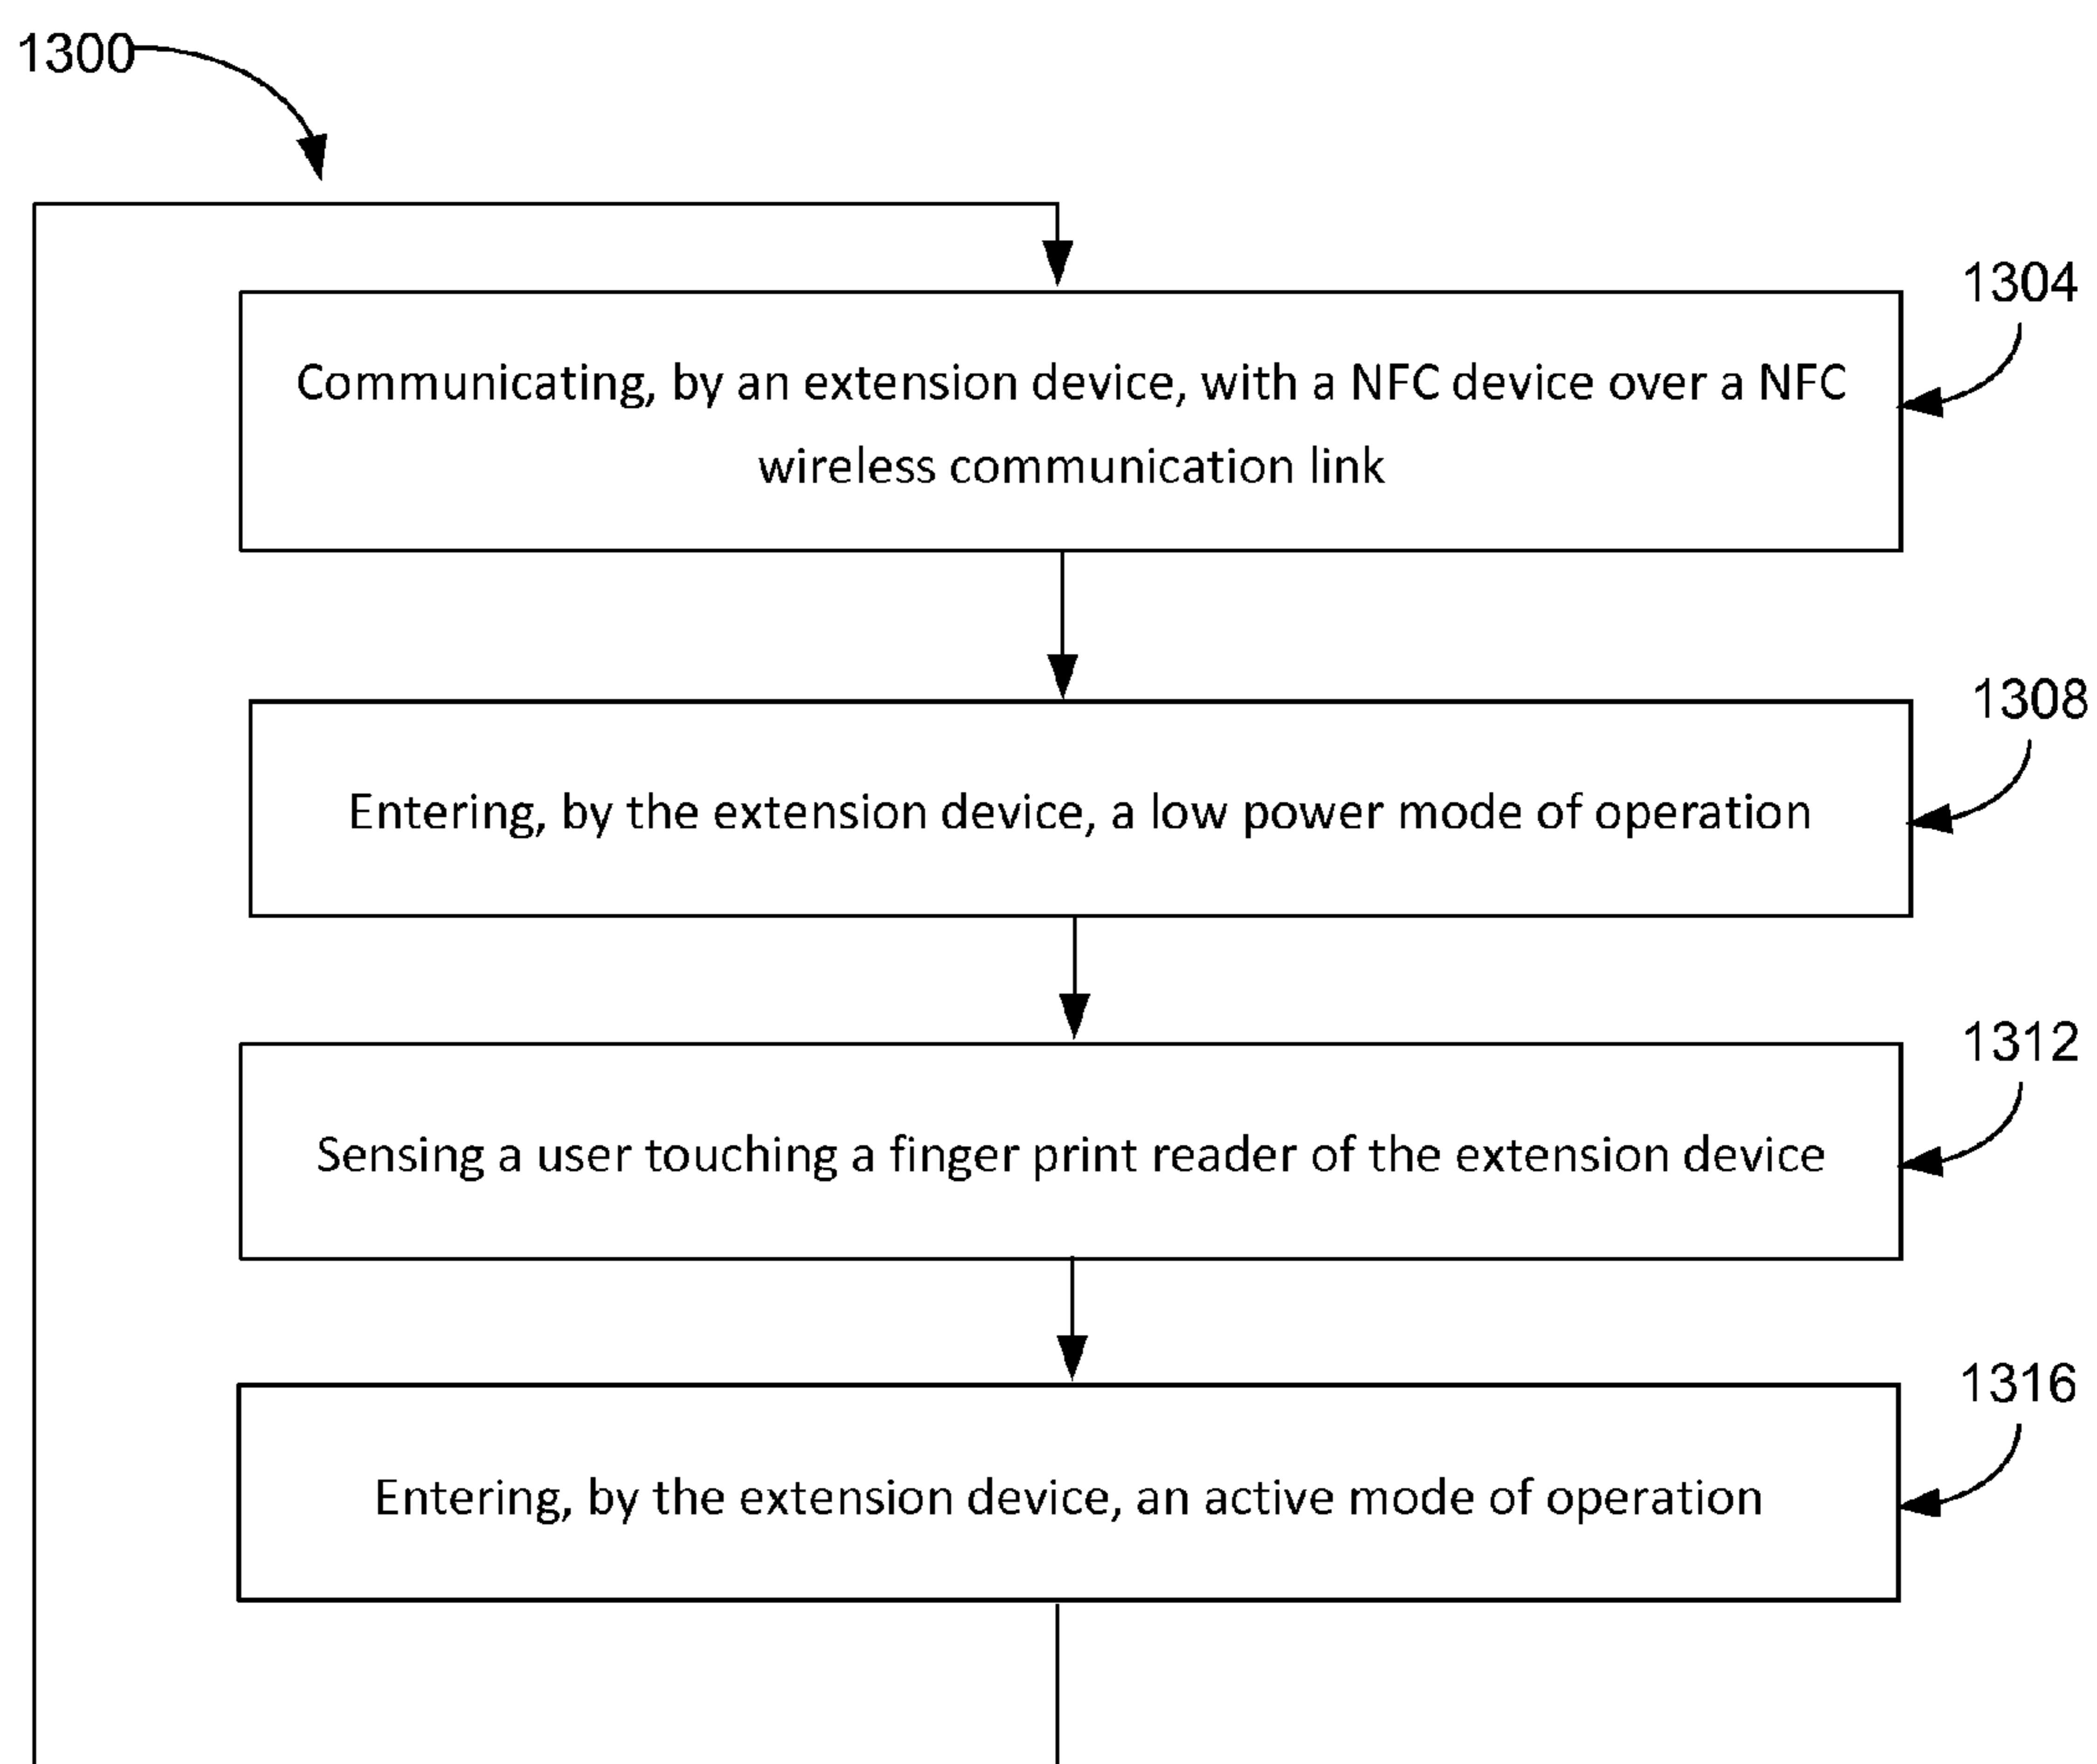 1300
1304
Communicating, by an extension device, with a NFC device over a NFC
wireless communication link
1308
Entering, by the extension device, a low power mode of operation
1312
Sensing a user touching a finger print reader of the extension device
1316
Entering, by the extension device, an active mode of operation